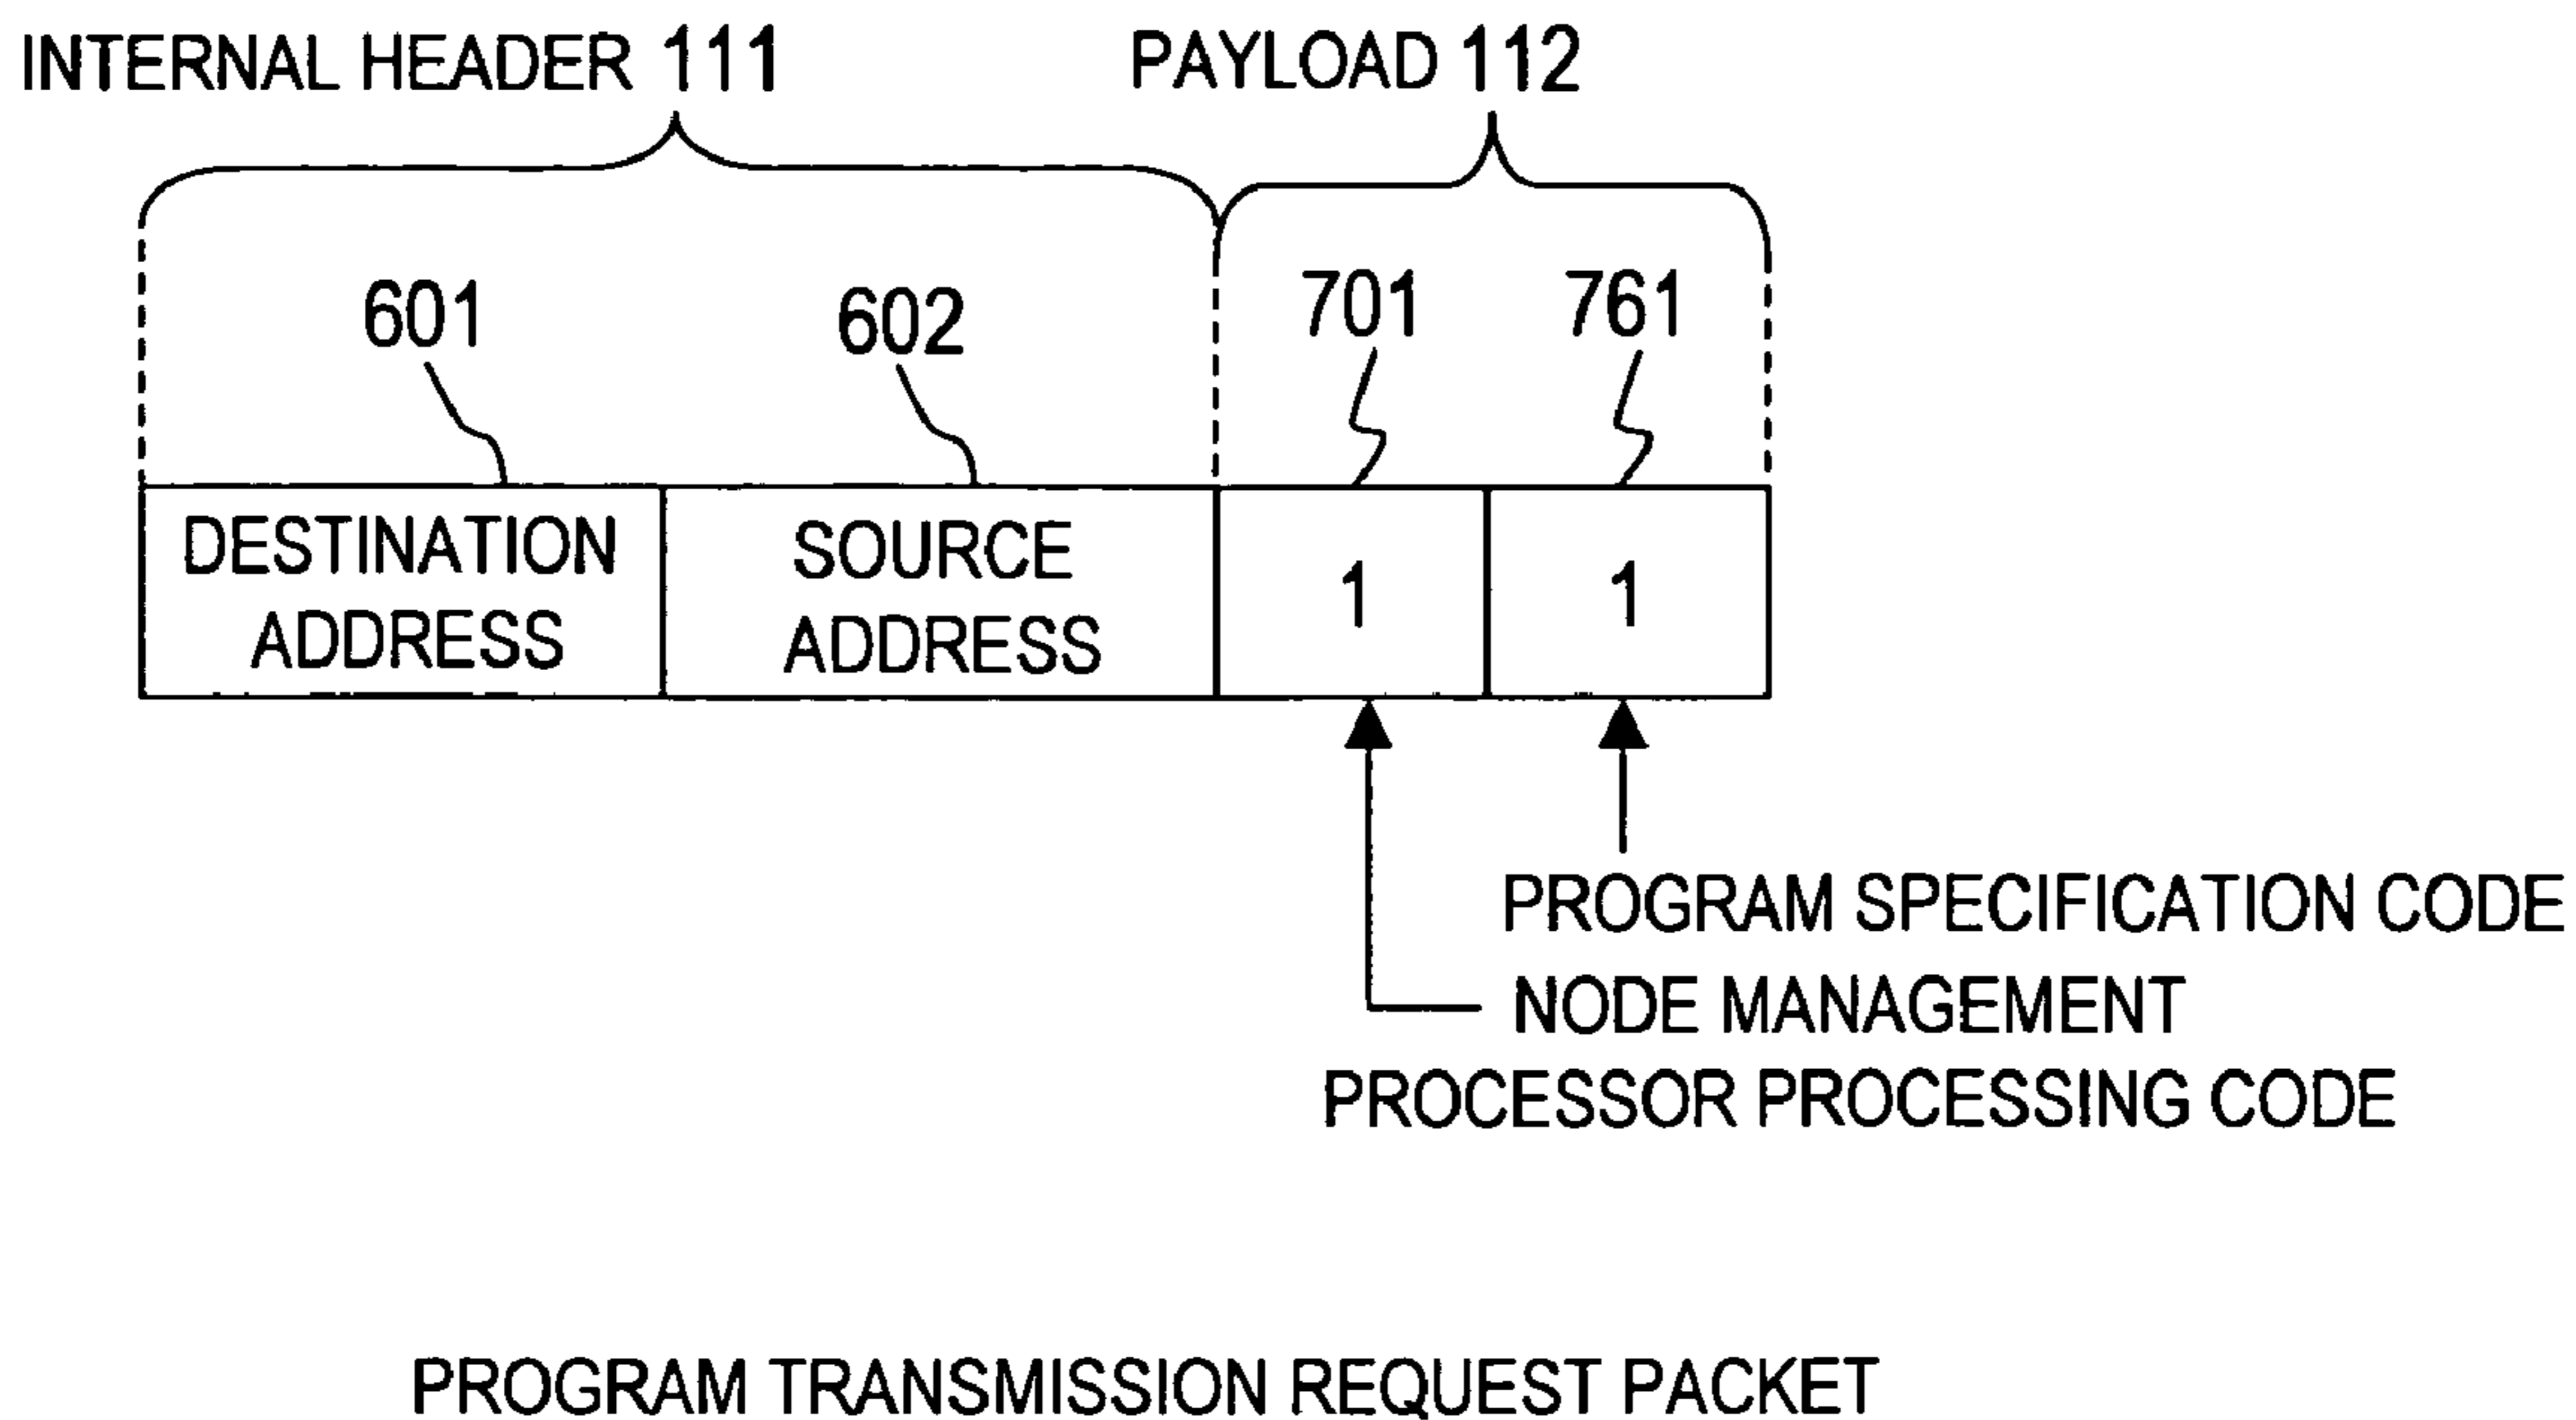 INTERNAL HEADER 111
PAYLOAD 112
601
602
701
761
DESTINATION
ADDRESS
SOURCE
ADDRESS
1
1
PROGRAM SPECIFICATION CODE
NODE MANAGEMENT
PROCESSOR PROCESSING CODE
PROGRAM TRANSMISSION REQUEST PACKET